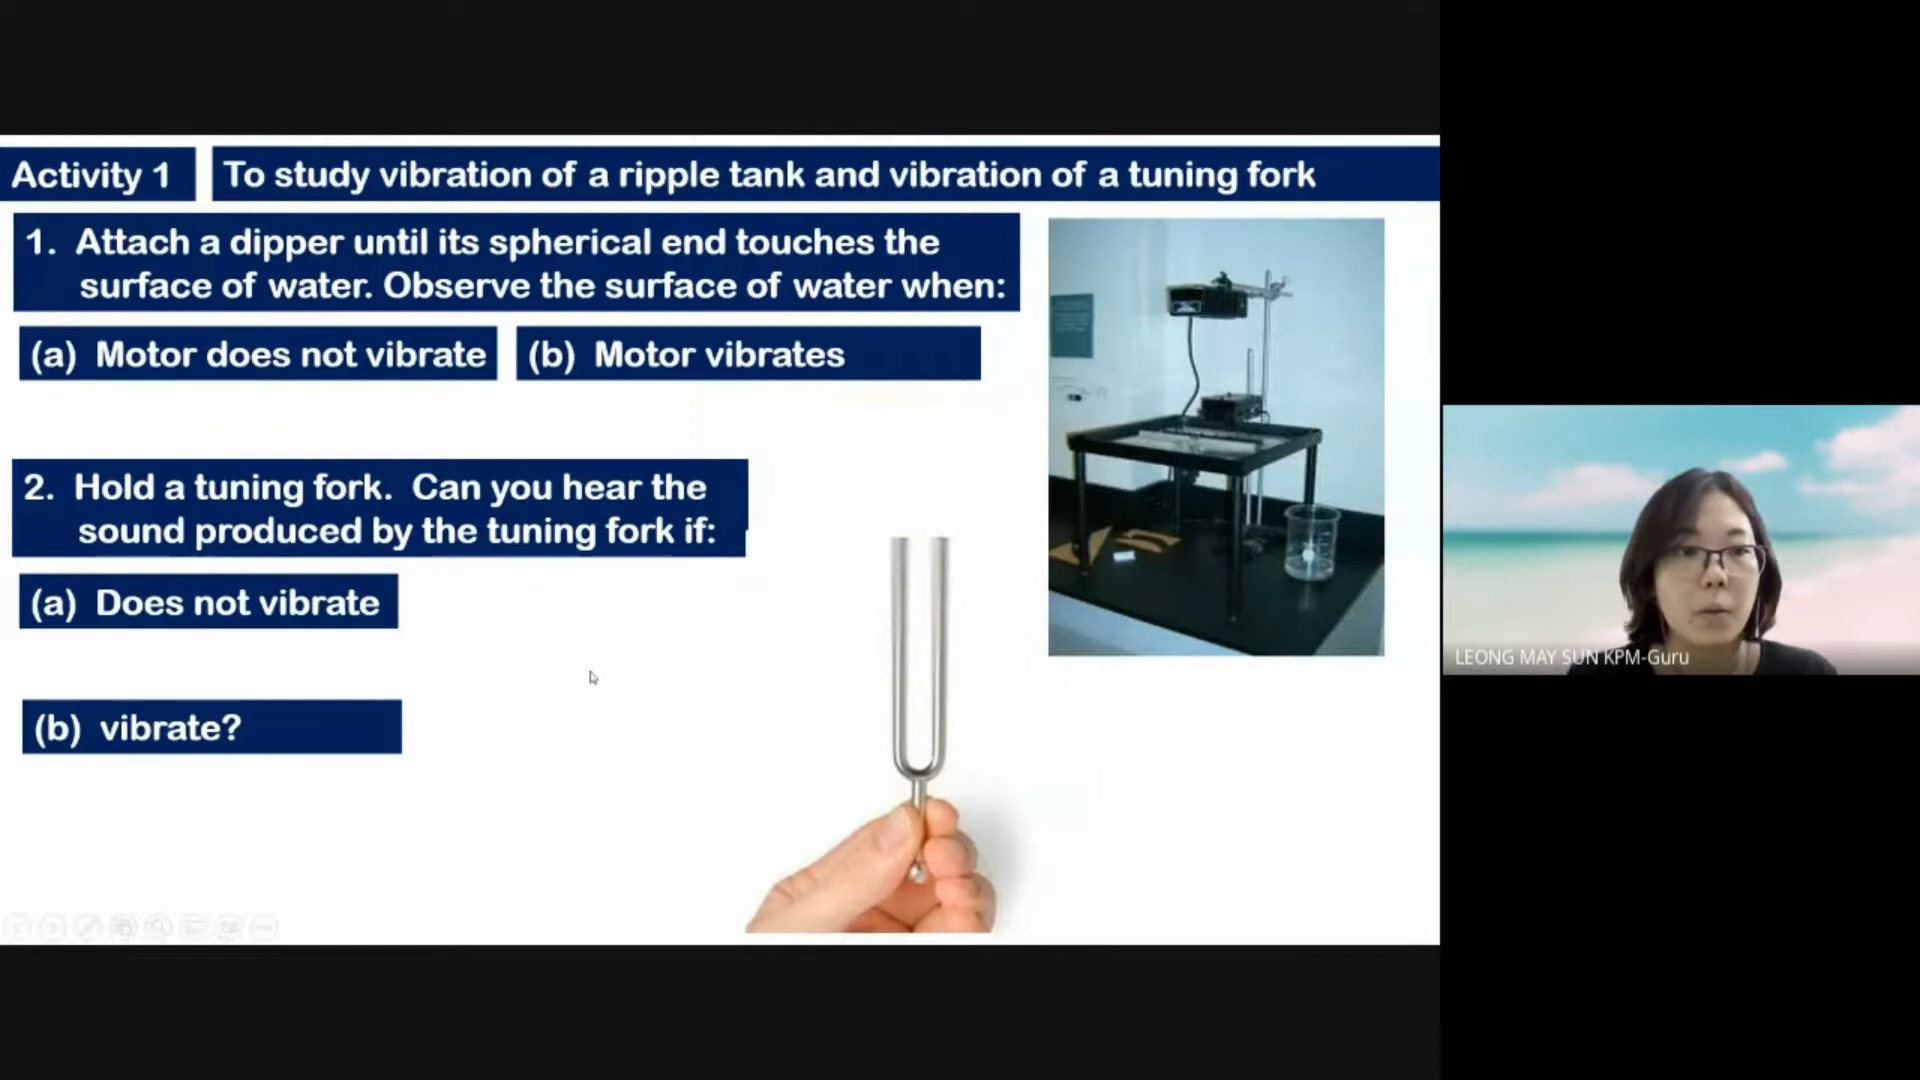 Activity 1
To study vibration of a ripple tank and vibration of a tuning fork
1. Attach a dipper until its spherical end touches the
surface of water. Observe the surface of water when:
(a) Motor does not vibrate
(b) Motor vibrates
2. Hold a tuning fork. Can you hear the
sound produced by the tuning fork if:
(a) Does not vibrate
(b) vibrate?
LEONG MAY SUN KPM-Guru